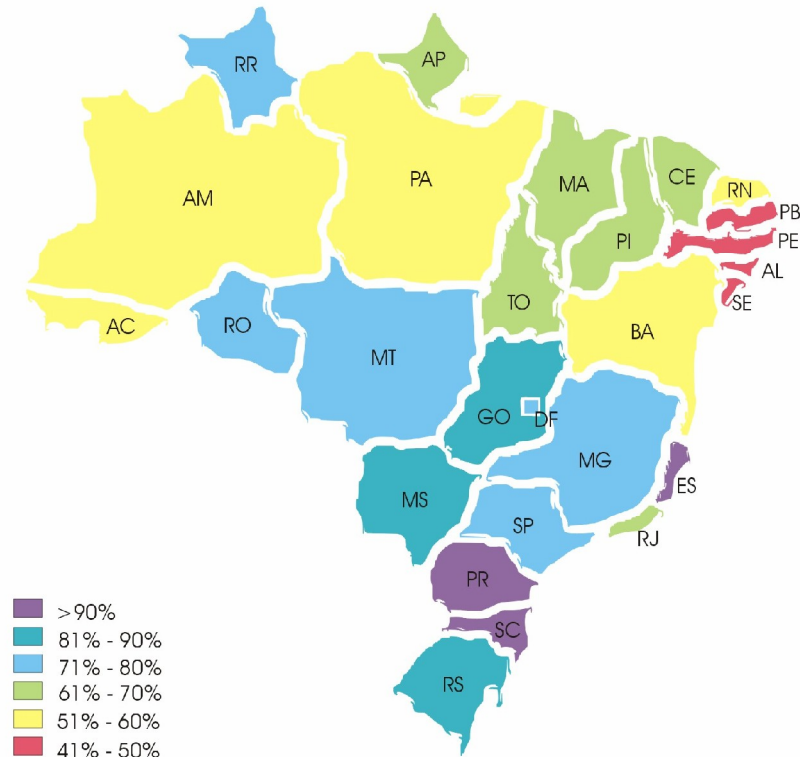 RR
AP
AM
PA
MA
CE
RN
PB
PI
PE
AL
SE
TO
AC
RO
BA
MT
GO
DF
MG
ES
MS
SP
RJ
PR
SC
RS
>90%
81% - 90%
71% - 80%
61% - 70%
51% - 60%
41% - 50%